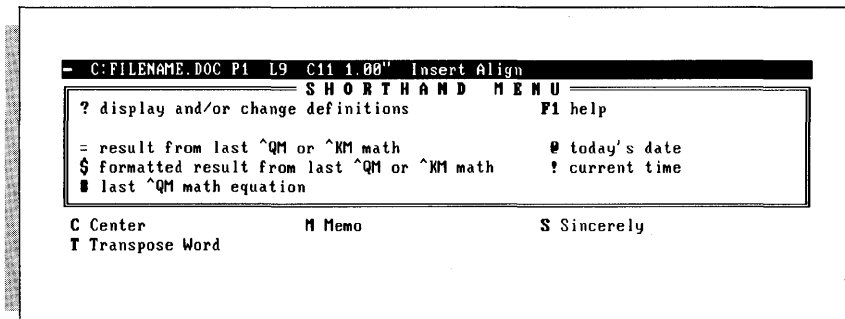 - C:FILENAME.DOC P1 L9 C11 1.00" Insert Align
SHORTHAND MENU
? display and/or change definitions F1 help
= result from last ^QM or ^KM math @ today's date
$ formatted result from last ^QM or ^KM math ! current time
# last ^QM math equation
C Center M Memo S Sincerely
T Transpose Word